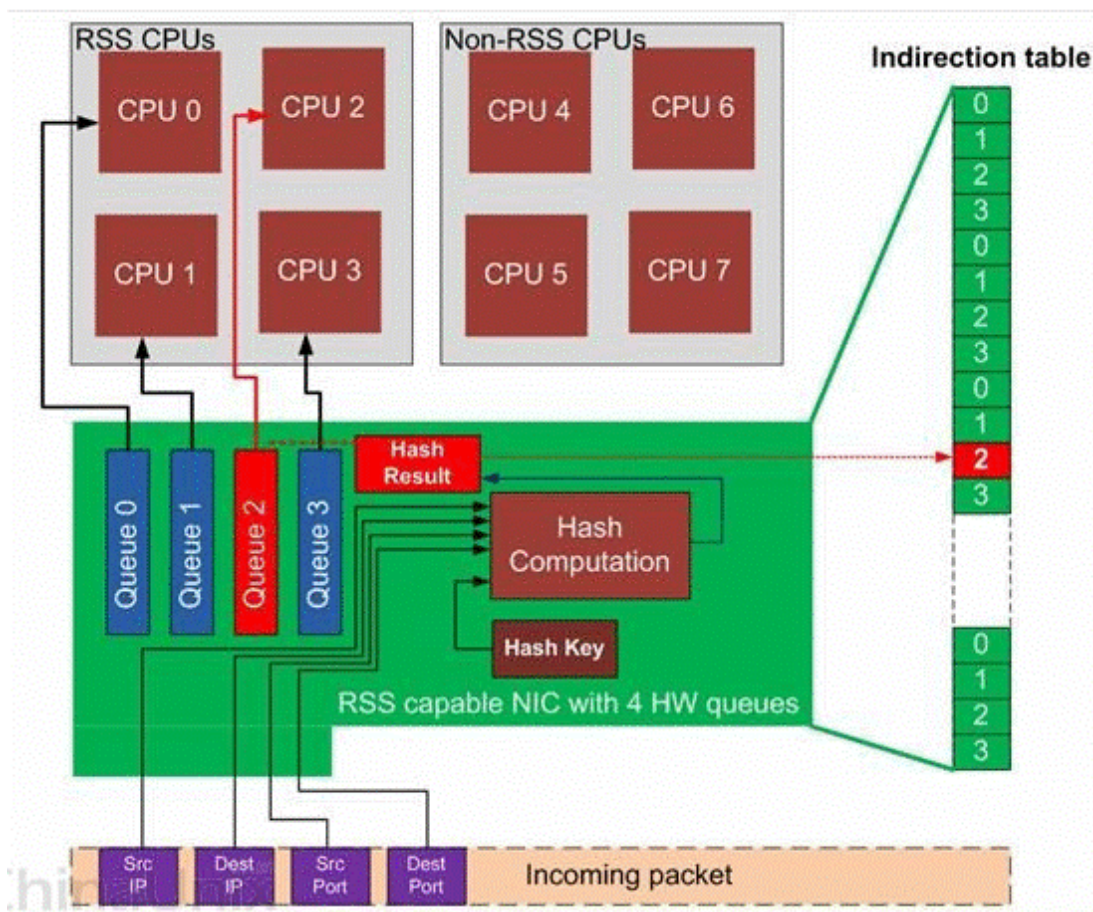 RSS CPUs
CPU 0
CPU 2
CPU 1
CPU 3
Non-RSS CPUs
CPU 4
CPU 6
CPU 5
CPU 7
Indirection table
0
1
2
3
0
1
2
3
0
1
2
3
0
1
2
3
Queue 0
Queue 1
Queue 2
Queue 3
Hash
Result
Hash
Computation
Hash Key
RSS capable NIC with 4 HW queues
Src
IP
Dest
IP
Src
Port
Dest
Port
Incoming packet